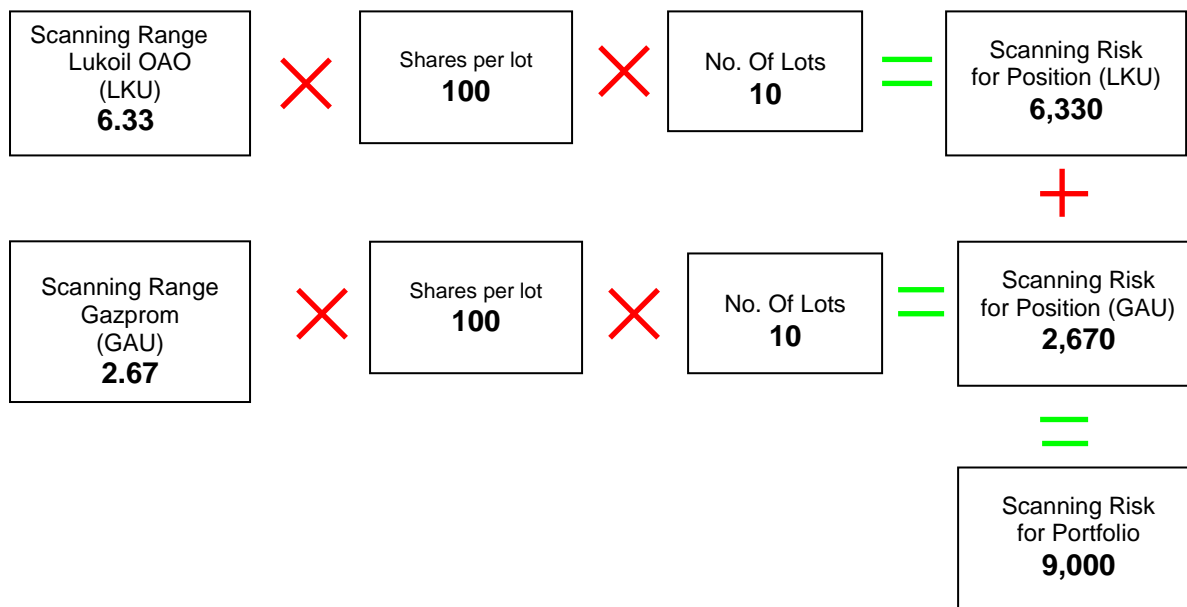 Scanning Range
Lukoil OAO
(LKU)
6.33
Shares per lot
100
No. Of Lots
10
Scanning Risk
for Position (LKU)
6,330
Scanning Range
Gazprom
(GAU)
2.67
Shares per lot
100
No. Of Lots
10
Scanning Risk
for Position (GAU)
2,670
Scanning Risk
for Portfolio
9,000